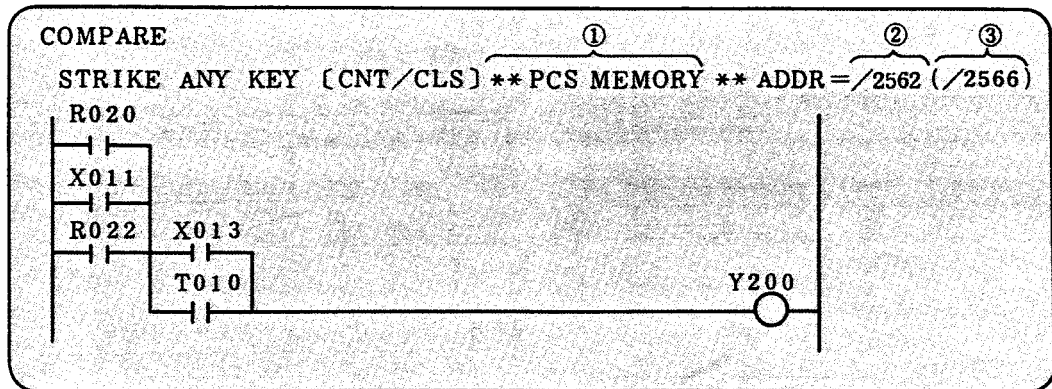 COMPARE ① ② ③
STRIKE ANY KEY [CNT/CLS] ** PCS MEMORY ** ADDR=/2562 (/2566)
R020
X011
R022 X013
T010 Y200